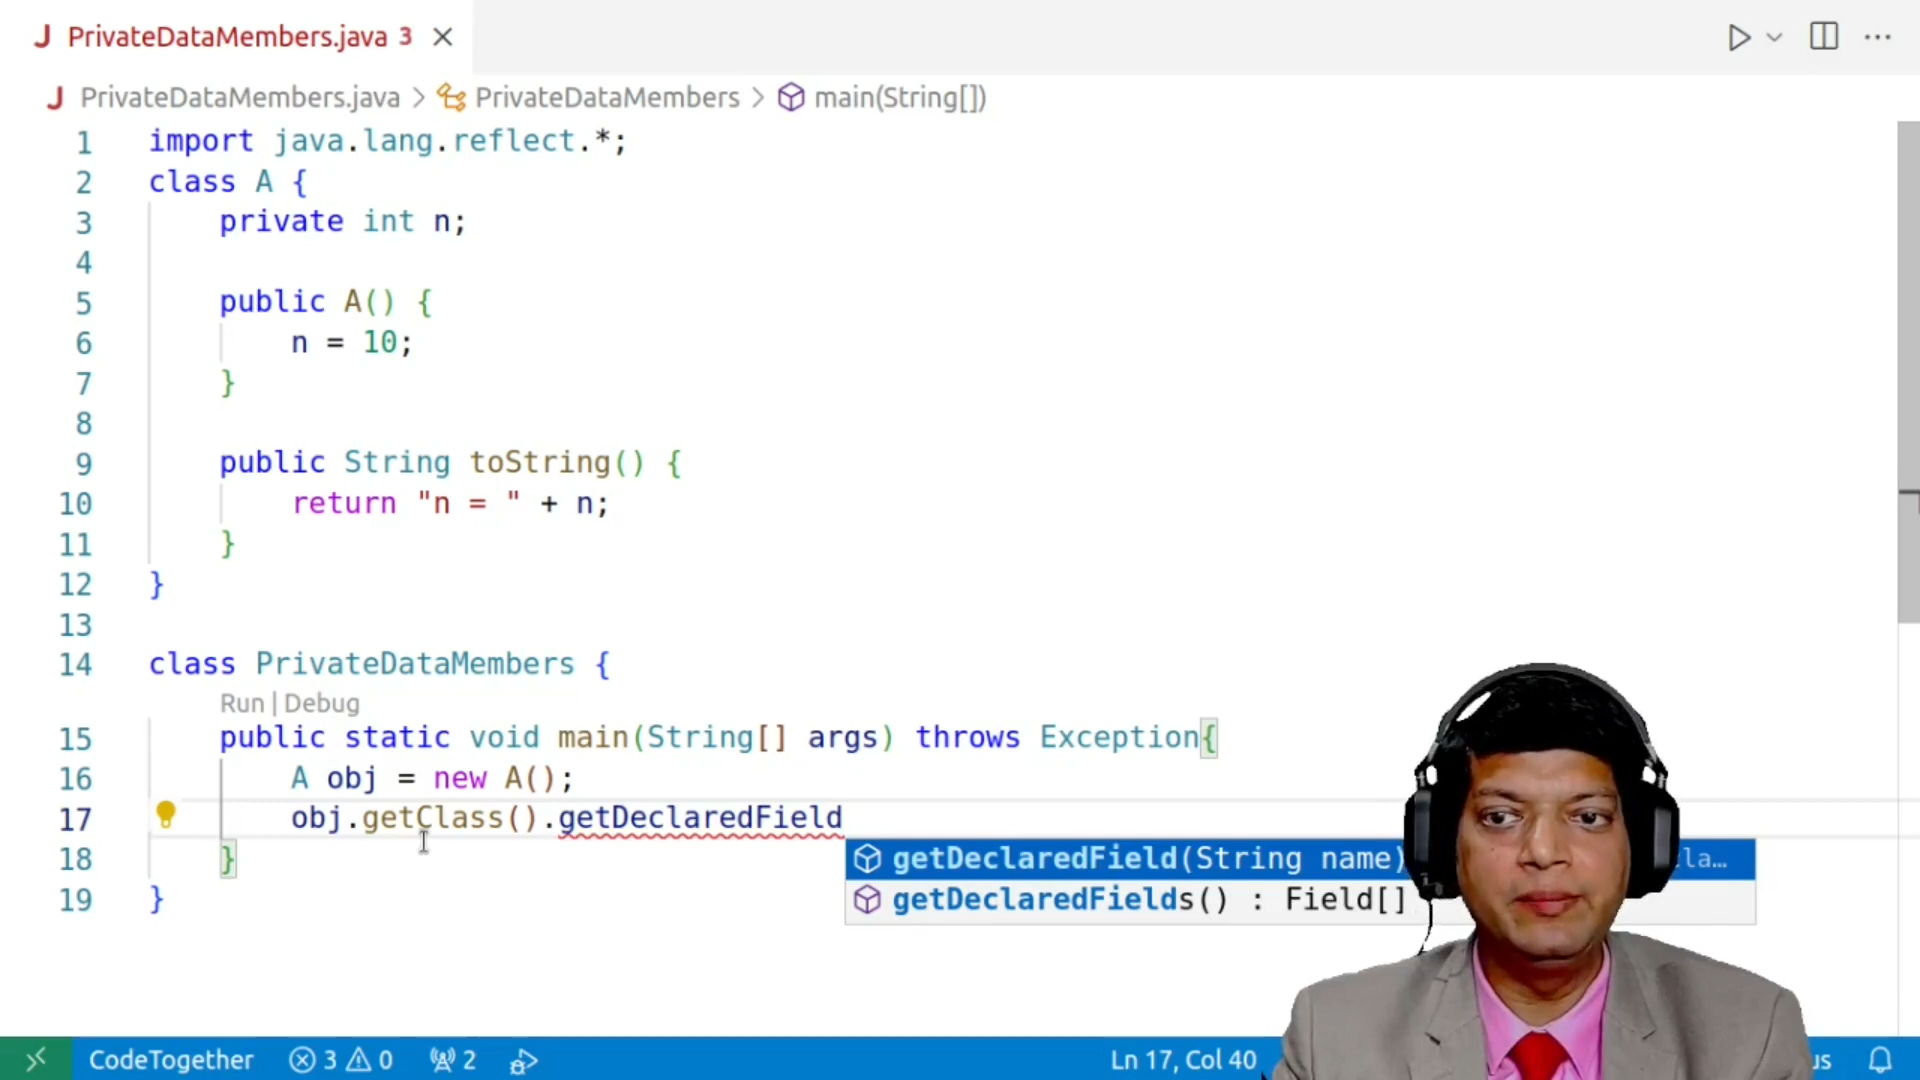 J PrivateDataMembers.java 3
J PrivateDataMembers.java > PrivateDataMembers > main(String[])
1 import java.lang.reflect.*;
2 class A {
3 private int n;
4
5 public A() {
6 n = 10;
7 }
8
9 public String toString() {
10 return "n = " + n;
11 }
12 }
13
14 class PrivateDataMembers {
Run | Debug
15 public static void main(String[] args) throws Exception{
16 A obj = new A();
17 obj.getClass().getDeclaredField
getDeclaredField(String name)
18 }
getDeclaredFields() : Field[]
19 }
CodeTogether 3 0 2 Ln 17, Col 40